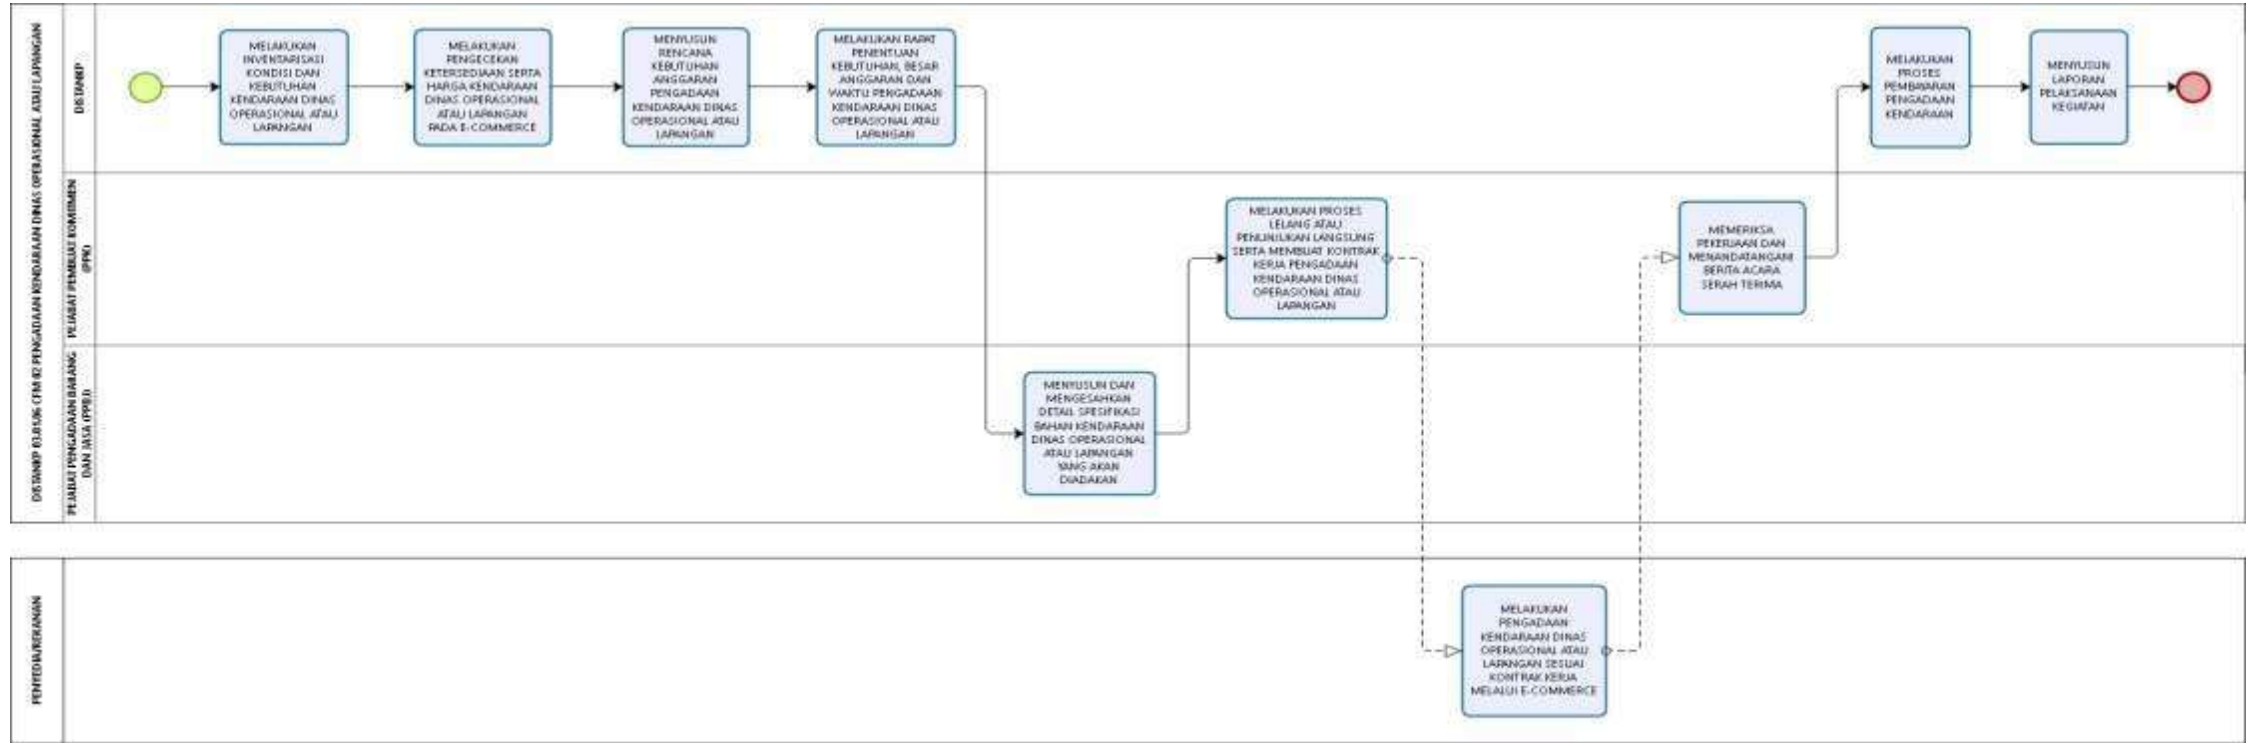 DISTANKP 03.05.06 CFM 02 PENGADAAN KENDARAAN DINAS OPERASIONAL ATAU LAPANGAN
DISTANKP
MELAKUKAN
INVENTARISASI
KONDISI DAN
KEBUTUHAN
KENDARAAN DINAS
OPERASIONAL ATAU
LAPANGAN
MELAKUKAN
PENGECEKAN
KETERSEDIAAN SERTA
HARGA KENDARAAN
DINAS OPERASIONAL
ATAU LAPANGAN
PADA E-COMMERCE
MENYUSUN
RENCANA
KEBUTUHAN
ANGGARAN
PENGADAAN
KENDARAAN DINAS
OPERASIONAL ATAU
LAPANGAN
MELAKUKAN RAPAT
PENENTUAN
KEBUTUHAN, BESAR
ANGGARAN DAN
WAKTU PENGADAAN
KENDARAAN DINAS
OPERASIONAL ATAU
LAPANGAN
MELAKUKAN
PROSES
PEMBAYARAN
PENGADAAN
KENDARAAN
MENYUSUN
LAPORAN
PELAKSANAAN
KEGIATAN
PEJABAT PEMBUAT KOMITMEN
(PPK)
MELAKUKAN PROSES
LELANG ATAU
PENUNJUKAN LANGSUNG
SERTA MEMBUAT KONTRAK
KERJA PENGADAAN
KENDARAAN DINAS
OPERASIONAL ATAU
LAPANGAN
MEMERIKSA
PEKERJAAN DAN
MENANDATANGANI
BERITA ACARA
SERAH TERIMA
PEJABAT PENGADAAN BARANG
DAN JASA (PPBJ)
MENYUSUN DAN
MENGESAHKAN
DETAIL SPESIFIKASI
BAHAN KENDARAAN
DINAS OPERASIONAL
ATAU LAPANGAN
YANG AKAN
DIADAKAN
PENYEDIA/REKANAN
MELAKUKAN
PENGADAAN
KENDARAAN DINAS
OPERASIONAL ATAU
LAPANGAN SESUAI
KONTRAK KERJA
MELALUI E-COMMERCE